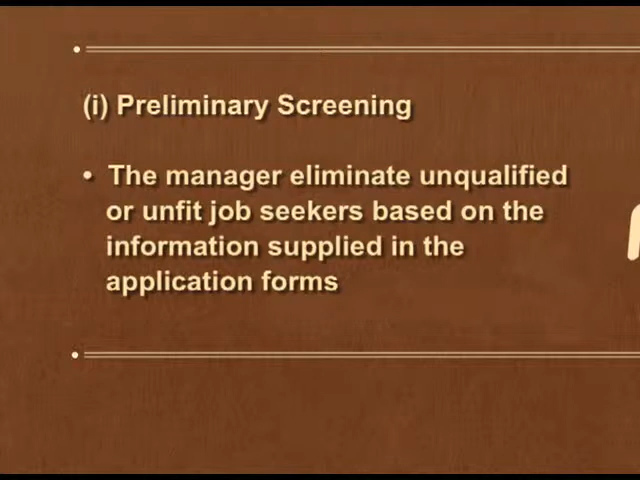 (i) Preliminary Screening
• The manager eliminate unqualified
or unfit job seekers based on the
information supplied in the
application forms